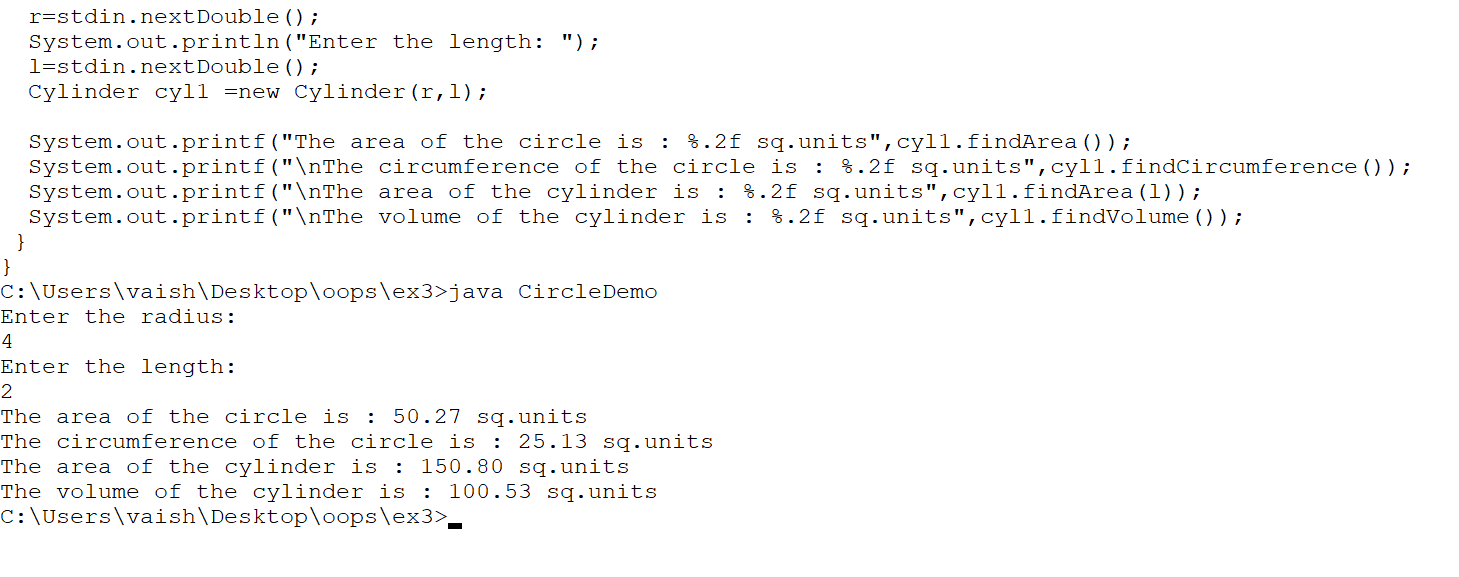 r=stdin.nextDouble();
System.out.println("Enter the length: ");
l=stdin.nextDouble();
Cylinder cyl1 =new Cylinder(r,l);
System.out.printf("The area of the circle is : %.2f sq.units",cyl1.findArea());
System.out.printf("\nThe circumference of the circle is : %.2f sq.units",cyl1.findCircumference());
System.out.printf("\nThe area of the cylinder is : %.2f sq.units",cyl1.findArea(l));
System.out.printf("\nThe volume of the cylinder is : %.2f sq.units",cyl1.findVolume());
}
}
C:\Users\vaish\Desktop\oops\ex3>java CircleDemo
Enter the radius:
4
Enter the length:
2
The area of the circle is : 50.27 sq.units
The circumference of the circle is : 25.13 sq.units
The area of the cylinder is : 150.80 sq.units
The volume of the cylinder is : 100.53 sq.units
C:\Users\vaish\Desktop\oops\ex3>